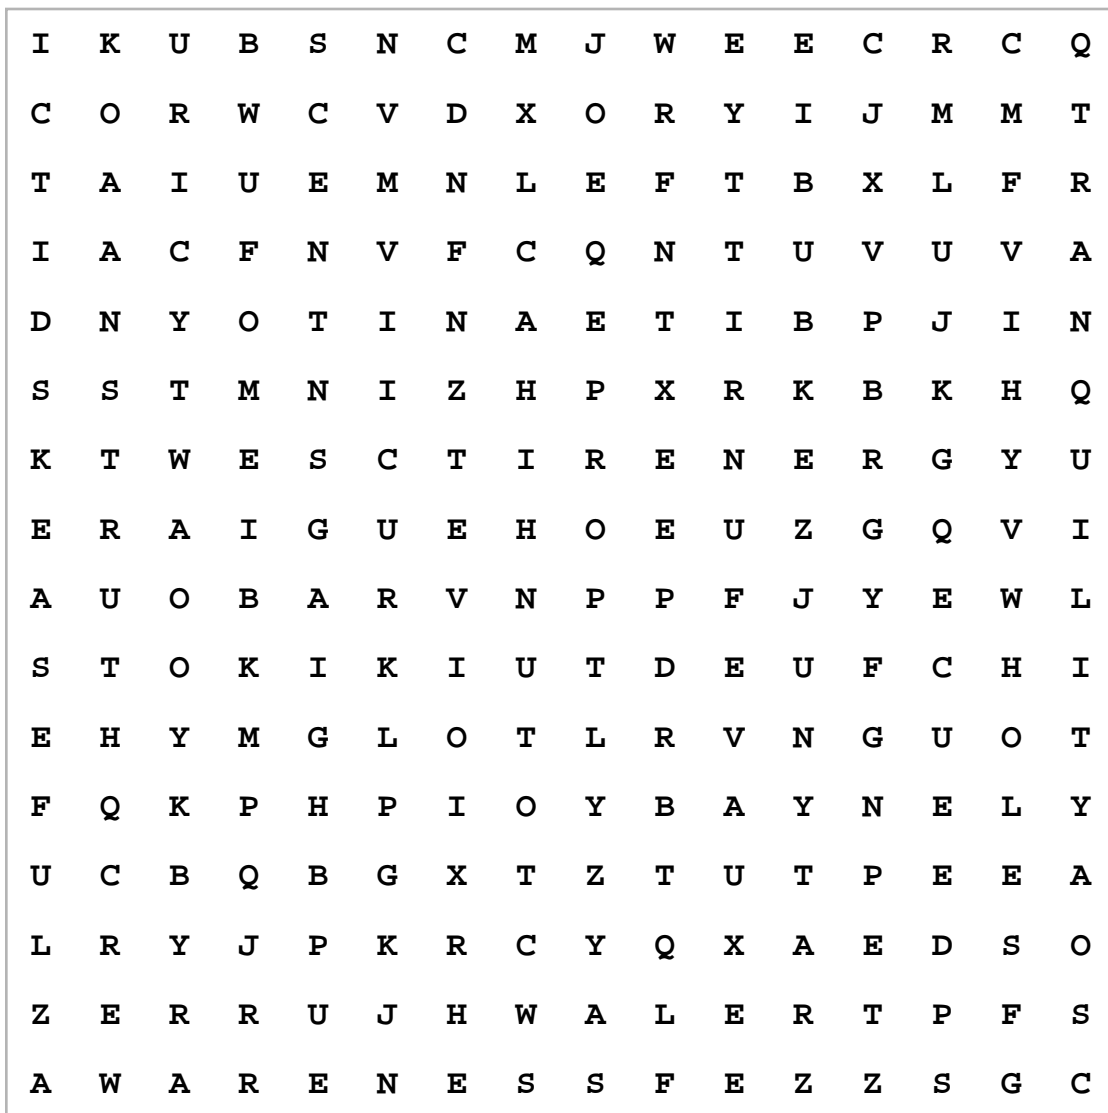 I K U B S N C M J W E E C R C Q
C O R W C V D X O R Y I J M M T
T A I U E M N L E F T B X L F R
I A C F N V F C Q N T U V U V A
D N Y O T I N A E T I B P J I N
S S T M N I Z H P X R K B K H Q
K T W E S C T I R E N E R G Y U
E R A I G U E H O E U Z G Q V I
A U O B A R V N P P F J Y E W L
S T O K I K I U T D E U F C H I
E H Y M G L O T L R V N G U O T
F Q K P H P I O Y B A Y N E L Y
U C B Q B G X T Z T U T P E E A
L R Y J P K R C Y Q X A E D S O
Z E R R U J H W A L E R T P F S
A W A R E N E S S F E Z Z S G C